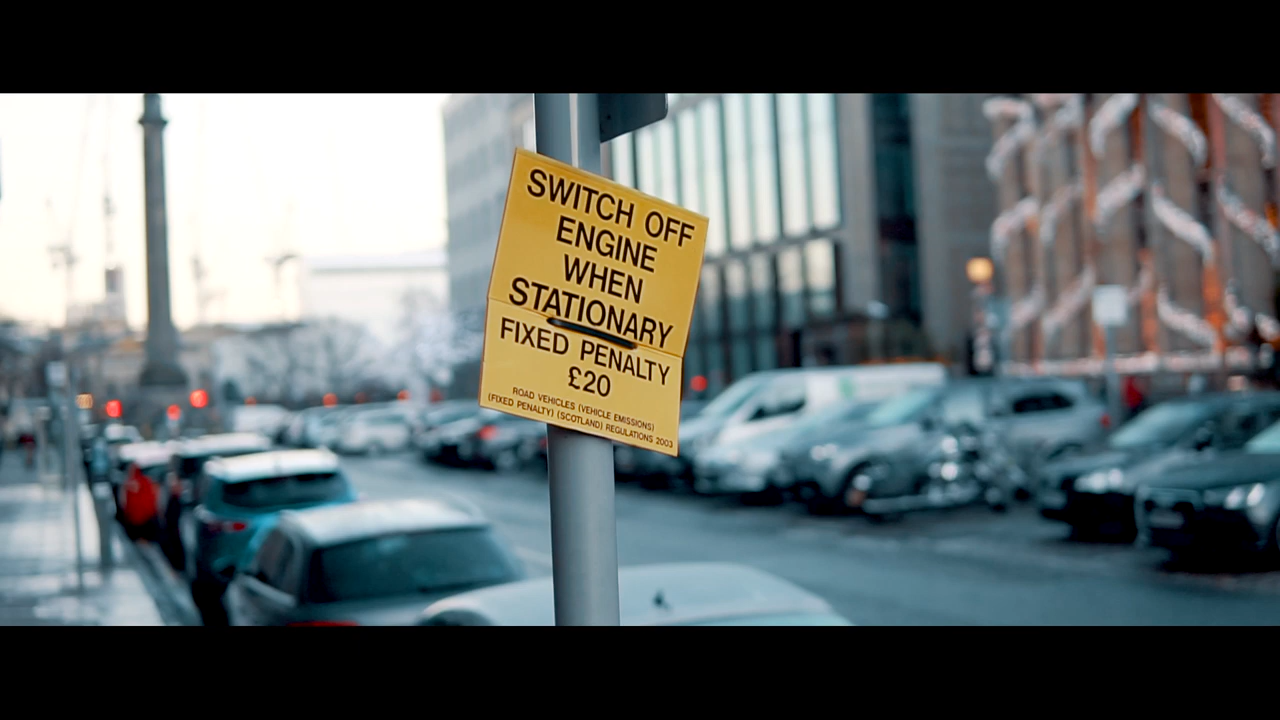 SWITCH OFF
ENGINE
WHEN
STATIONARY
FIXED PENALTY
£20
ROAD VEHICLES (VEHICLE EMISSIONS)
(FIXED PENALTY) (SCOTLAND) REGULATIONS 2003